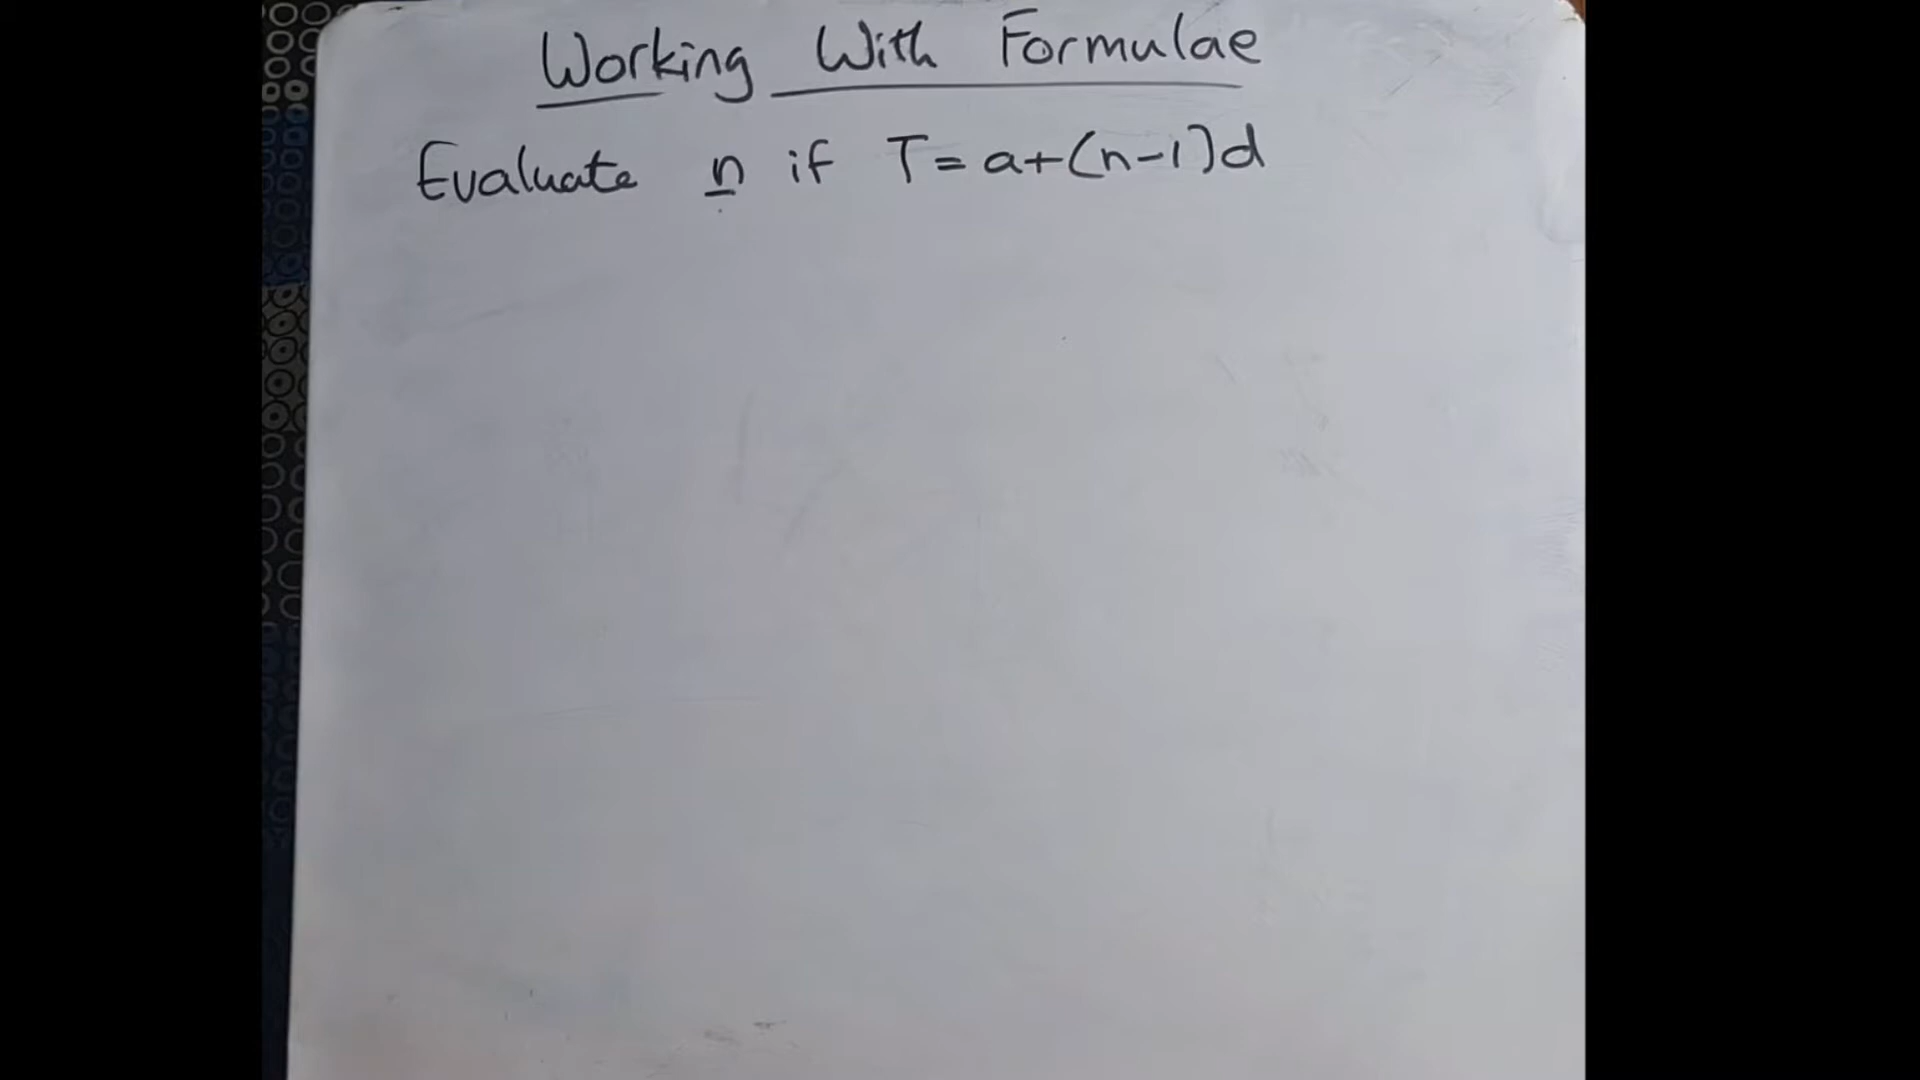 Working With Formulae
Evaluate n if T=a+(n-1)d